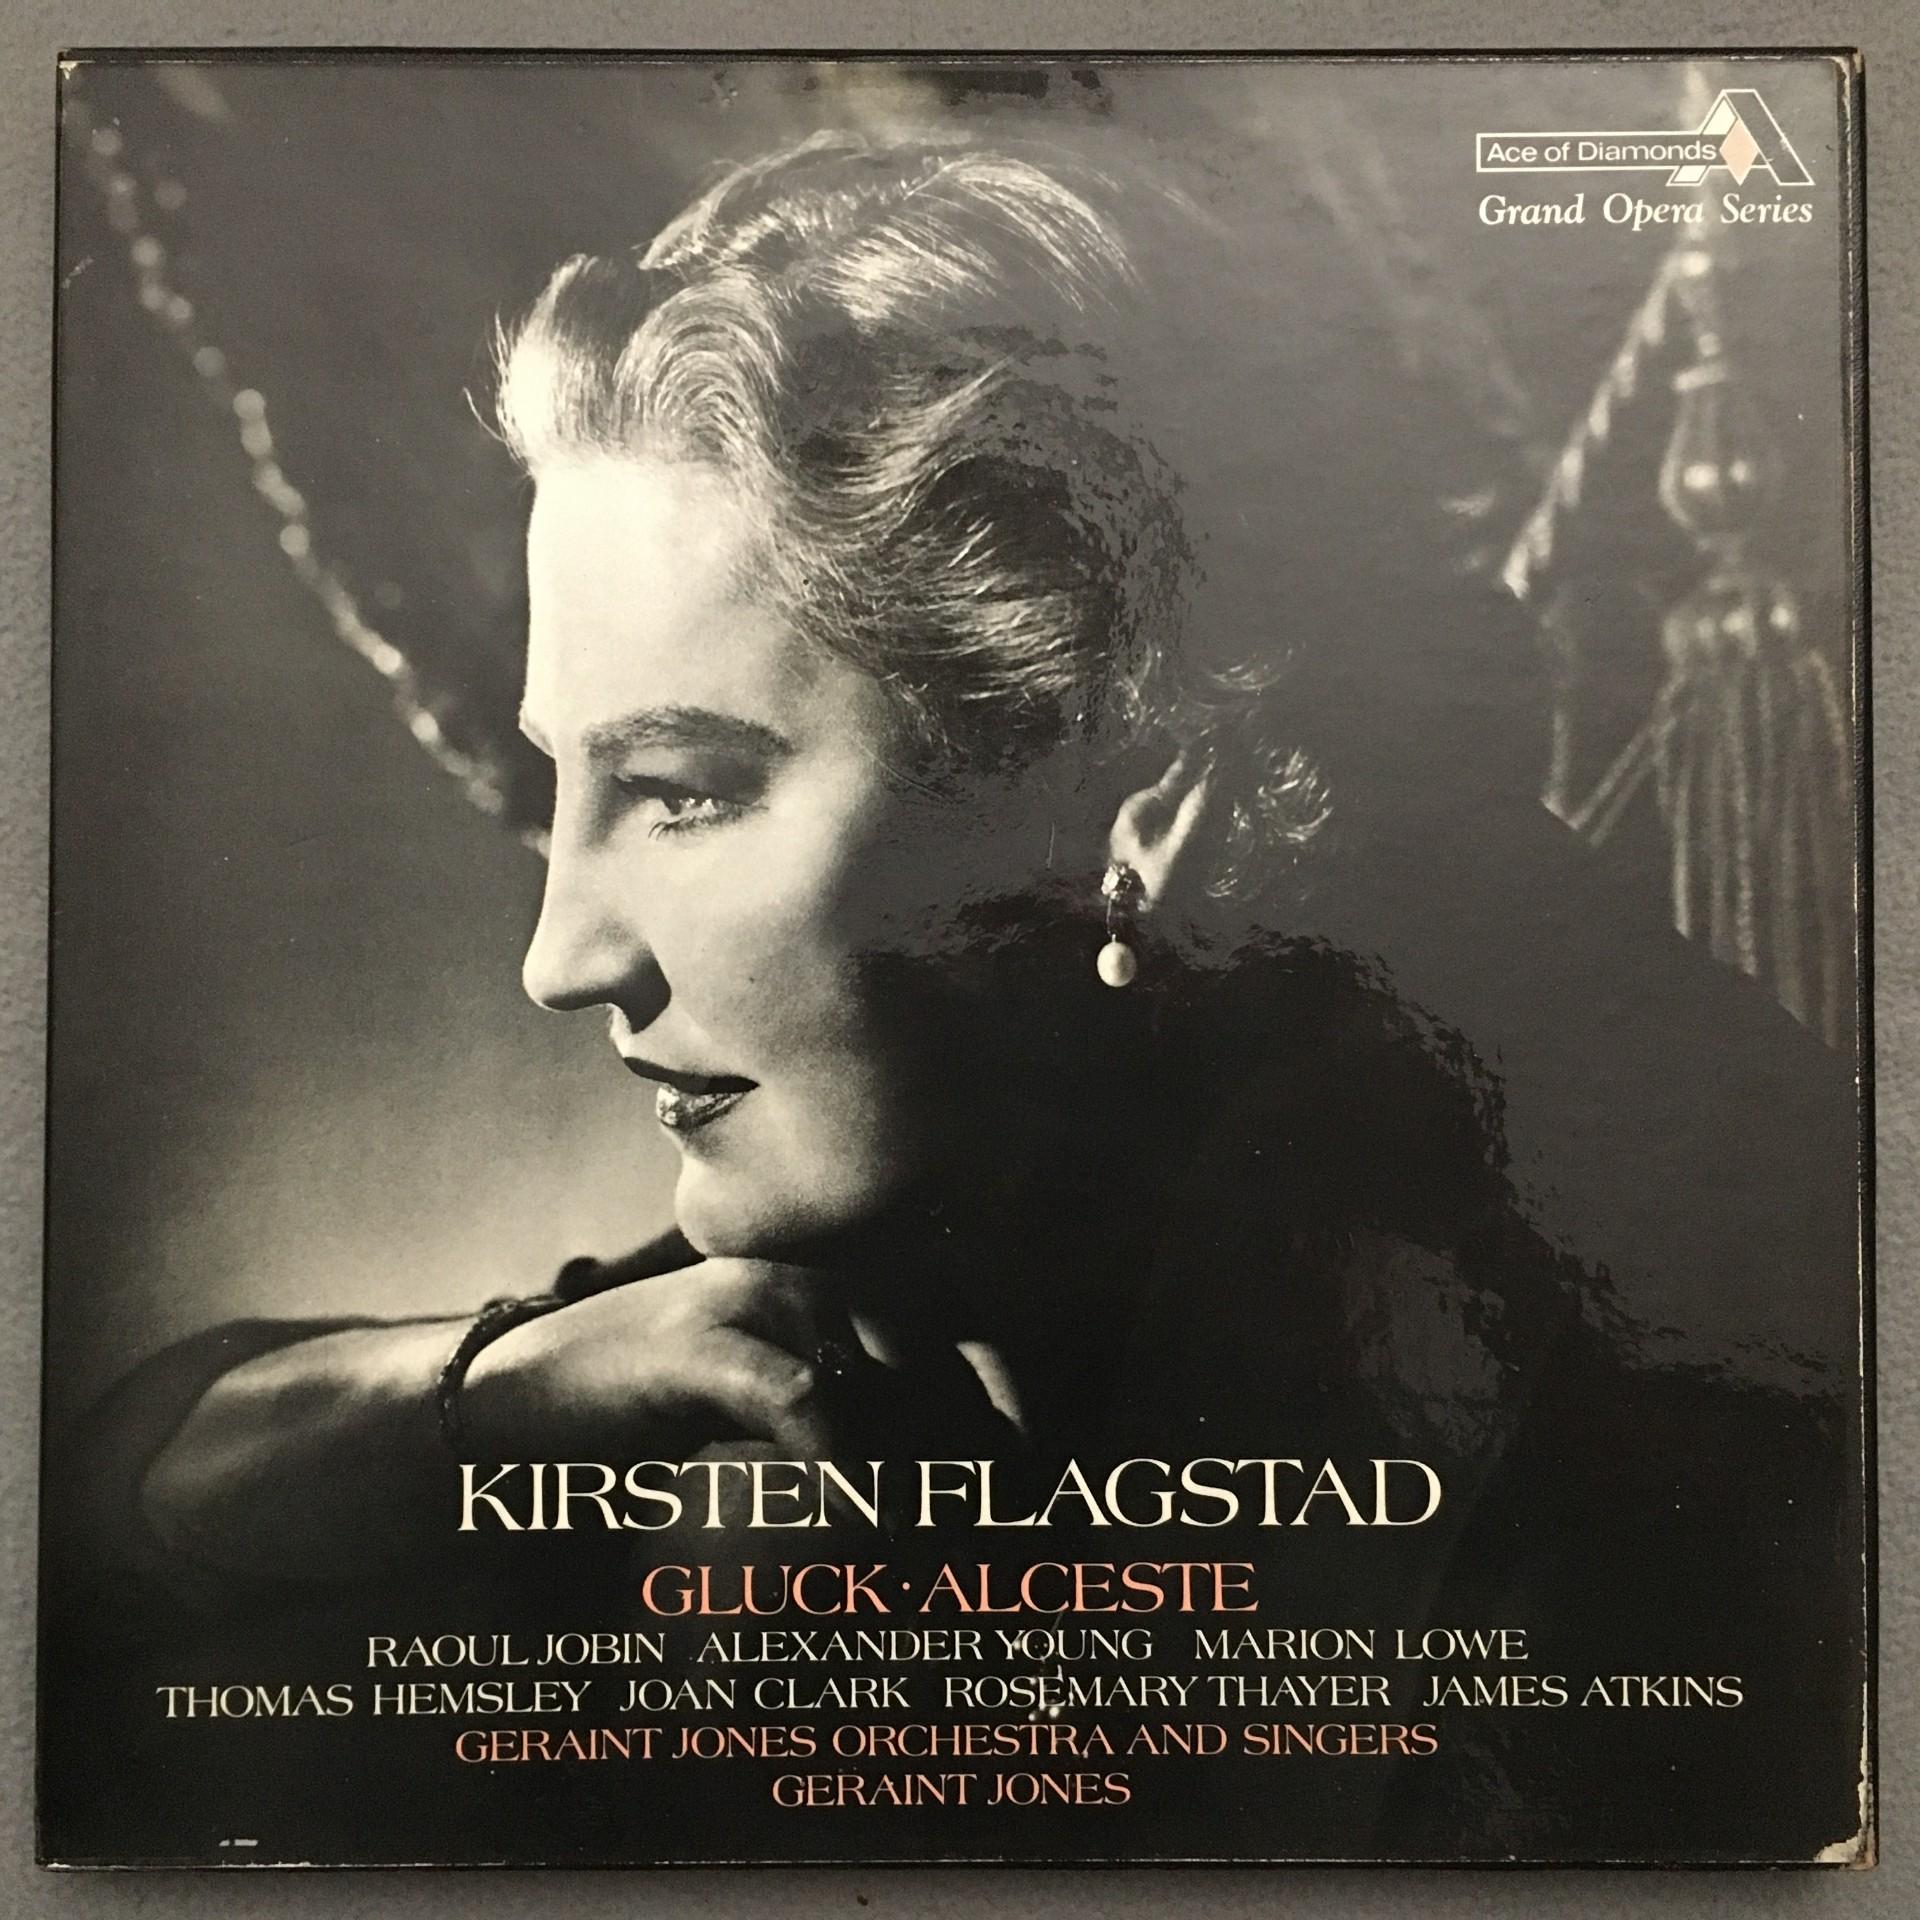 Ace of Diamonds
Grand Opera Series
KIRSTEN FLAGSTAD
GLUCK · ALCESTE
RAOUL JOBIN ALEXANDER YOUNG MARION LOWE
THOMAS HEMSLEY JOAN CLARK ROSEMARY THAYER JAMES ATKINS
GERAINT JONES ORCHESTRA AND SINGERS
GERAINT JONES